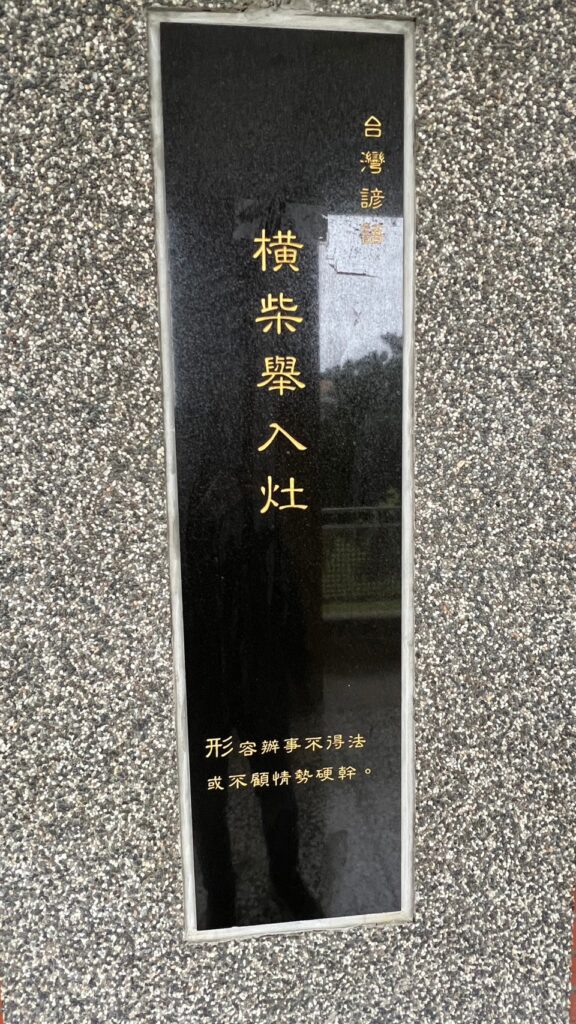 台灣諺語
橫柴舉入灶
形容辦事不得法
或不顧情勢硬幹。